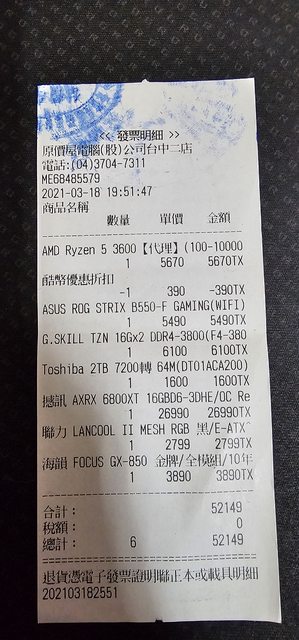 << 發票明細 >>
原價屋電腦(股)公司台中二店
電話:(04)3704-7311
ME68485579
2021-03-18 19:51:47
商品名稱
數量 單價 金額
AMD Ryzen 5 3600【代理】(100-10000
1 5670 5670TX
酷幣優惠折扣
-1 390 -390TX
ASUS ROG STRIX B550-F GAMING(WIFI)
1 5490 5490TX
G.SKILL TZN 16Gx2 DDR4-3800(F4-380
1 6100 6100TX
Toshiba 2TB 7200轉 64M(DT01ACA200)
1 1600 1600TX
撼訊 AXRX 6800XT 16GBD6-3DHE/OC Re
1 26990 26990TX
聯力 LANCOOL II MESH RGB 黑/E-ATX
1 2799 2799TX
海韻 FOCUS GX-850 金牌/全模組/10年
1 3890 3890TX
合計: 52149
稅額: 0
總計: 6 52149
退貨憑電子發票證明聯正本或載具明細
202103182551